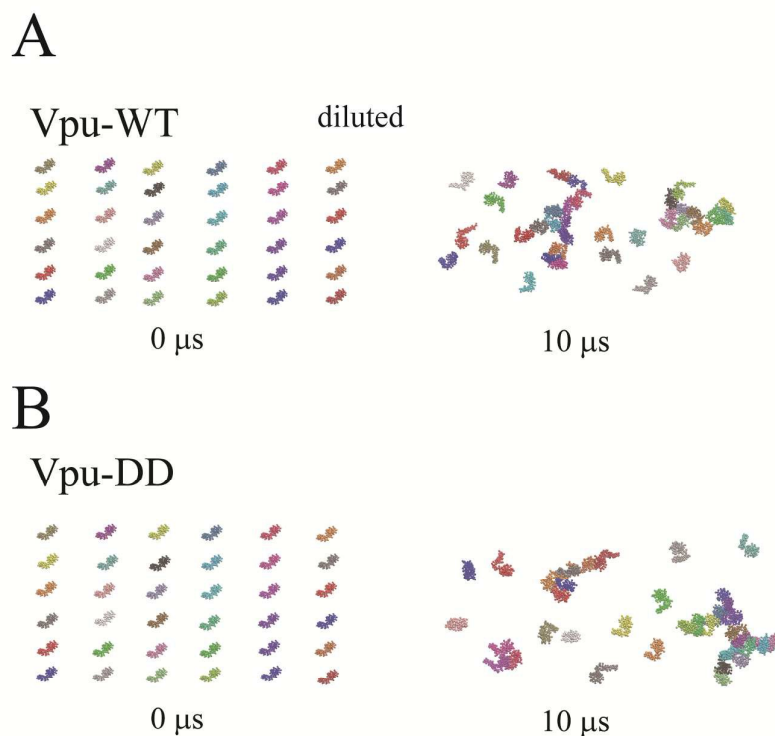 A
Vpu-WT
diluted
0 μs
10 μs
B
Vpu-DD
0 μs
10 μs